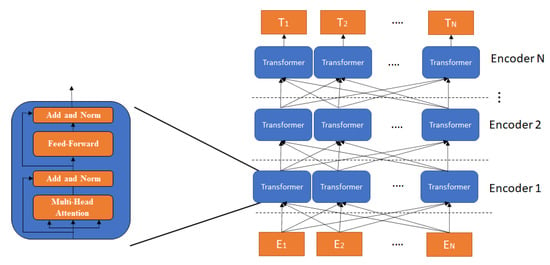 T1 T2 .... TN
Transformer Transformer .... Transformer Encoder N
Add and Norm
Feed-Forward
Transformer Transformer .... Transformer Encoder 2
Add and Norm
Multi-Head
Attention
Transformer Transformer .... Transformer Encoder 1
E1 E2 .... EN